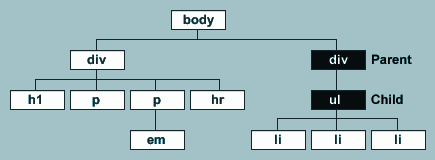 body
div div Parent
h1 p p hr ul Child
em li li li